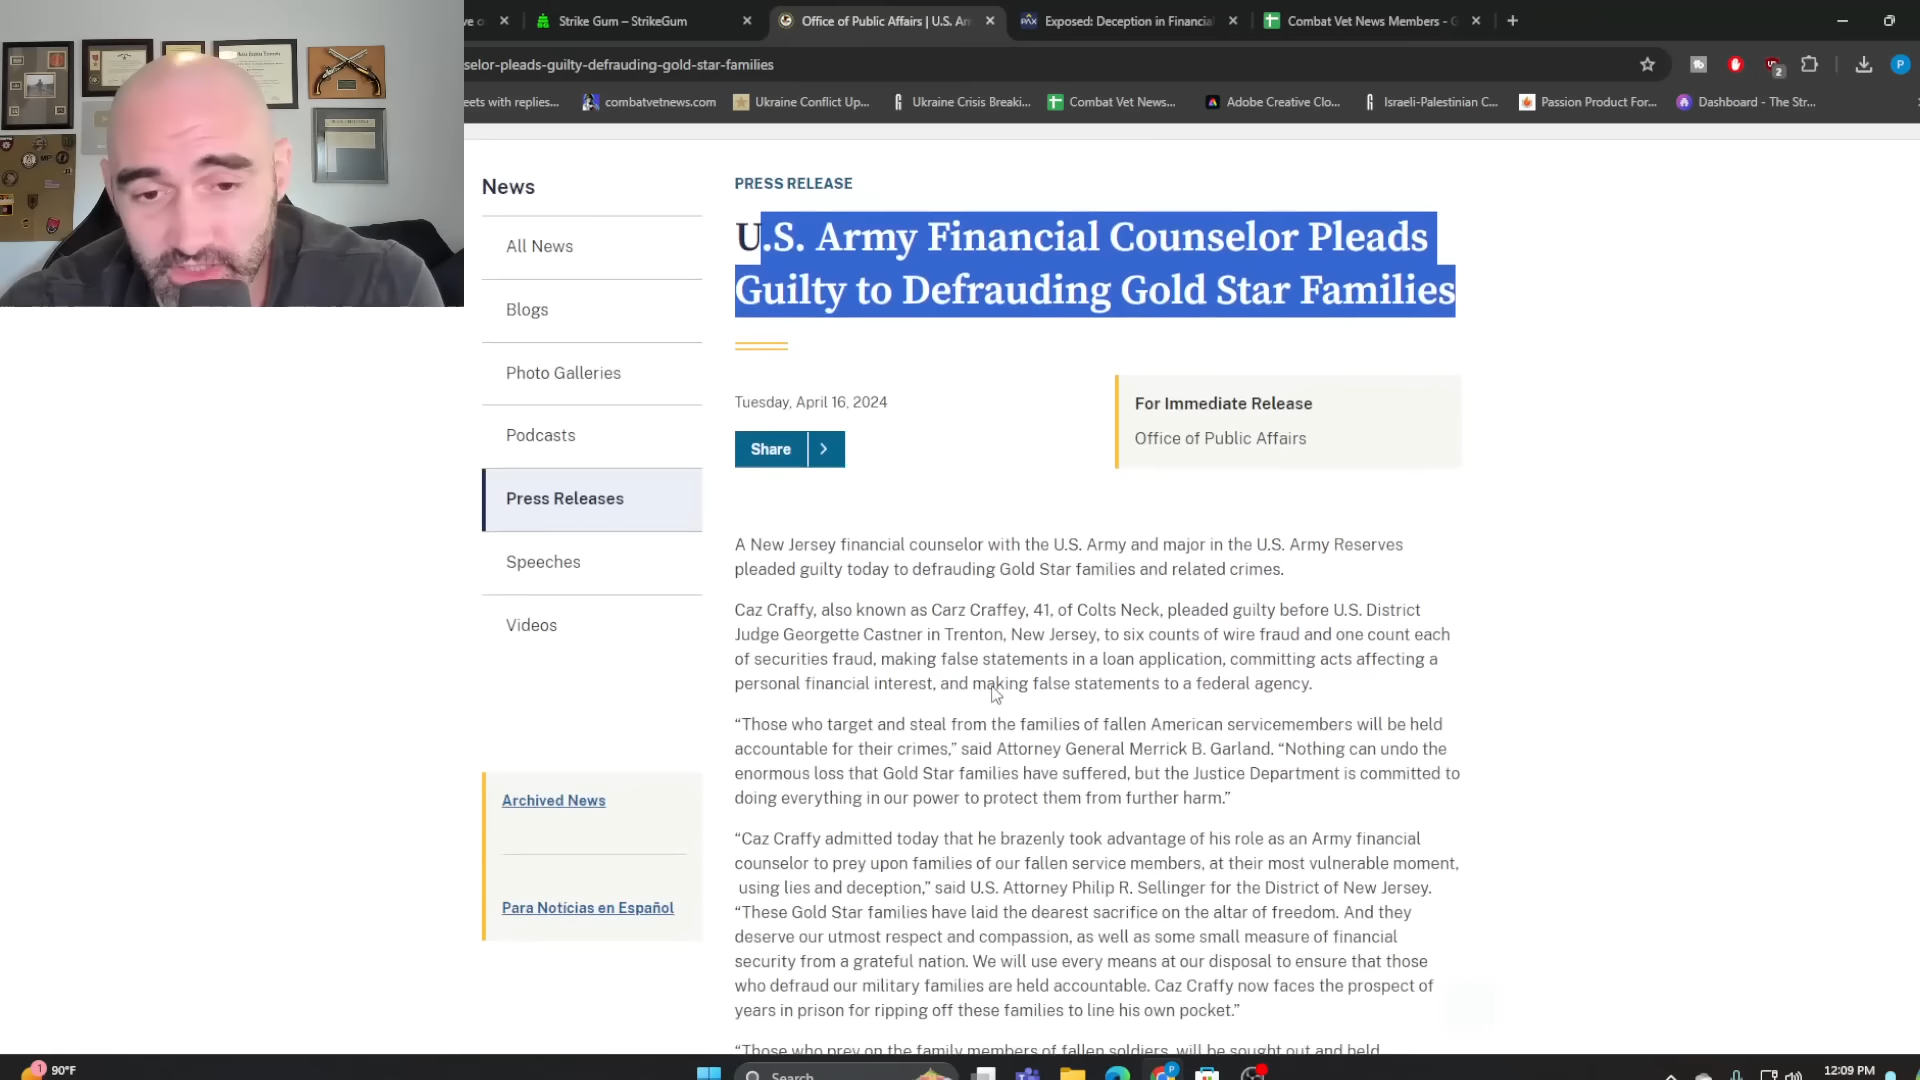 ve o
Strike Gum – StrikeGum
Office of Public Affairs | U.S. Ar
Exposed: Deception in Financial
Combat Vet News Members - G
selor-pleads-guilty-defrauding-gold-star-families
2
P
eets with replies...
combatvetnews.com
Ukraine Conflict Up...
Ukraine Crisis Breaki...
Combat Vet News...
Adobe Creative Clo...
Israeli-Palestinian C...
Passion Product For...
Dashboard - The Str...
News
All News
Blogs
Photo Galleries
Podcasts
Press Releases
Speeches
Videos
Archived News
Para Notícias en Español
PRESS RELEASE
U.S. Army Financial Counselor Pleads
Guilty to Defrauding Gold Star Families
Tuesday, April 16, 2024
Share
For Immediate Release
Office of Public Affairs
A New Jersey financial counselor with the U.S. Army and major in the U.S. Army Reserves
pleaded guilty today to defrauding Gold Star families and related crimes.
Caz Craffy, also known as Carz Craffey, 41, of Colts Neck, pleaded guilty before U.S. District
Judge Georgette Castner in Trenton, New Jersey, to six counts of wire fraud and one count each
of securities fraud, making false statements in a loan application, committing acts affecting a
personal financial interest, and making false statements to a federal agency.
“Those who target and steal from the families of fallen American servicemembers will be held
accountable for their crimes,” said Attorney General Merrick B. Garland. “Nothing can undo the
enormous loss that Gold Star families have suffered, but the Justice Department is committed to
doing everything in our power to protect them from further harm.”
“Caz Craffy admitted today that he brazenly took advantage of his role as an Army financial
counselor to prey upon families of our fallen service members, at their most vulnerable moment,
using lies and deception,” said U.S. Attorney Philip R. Sellinger for the District of New Jersey.
“These Gold Star families have laid the dearest sacrifice on the altar of freedom. And they
deserve our utmost respect and compassion, as well as some small measure of financial
security from a grateful nation. We will use every means at our disposal to ensure that those
who defraud our military families are held accountable. Caz Craffy now faces the prospect of
years in prison for ripping off these families to line his own pocket.”
“Those who prey on the family members of fallen soldiers, will be sought out and held
1
90°F
Search
12:09 PM